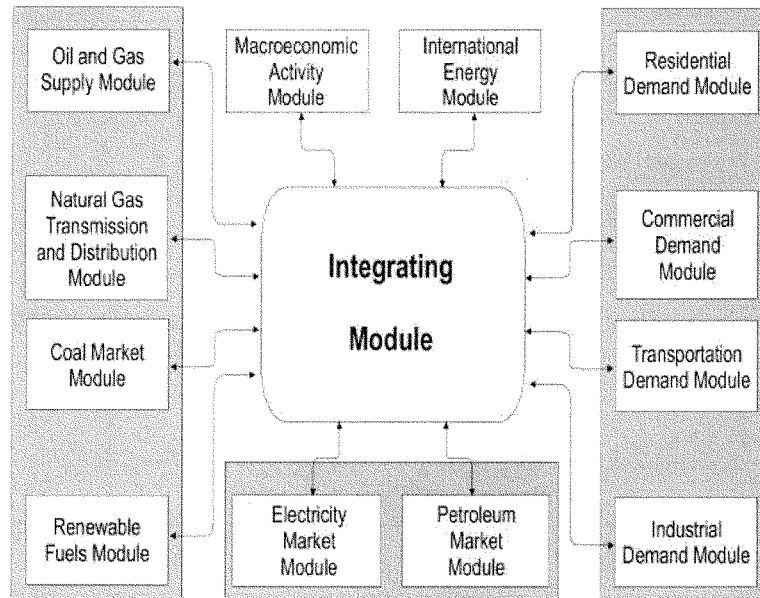 Oil and Gas
Supply Module
Macroeconomic
Activity
Module
International
Energy
Module
Residential
Demand Module
Natural Gas
Transmission
and Distribution
Module
Commercial
Demand
Module
Integrating
Module
Coal Market
Module
Transportation
Demand Module
Renewable
Fuels Module
Electricity
Market
Module
Petroleum
Market
Module
Industrial
Demand Module